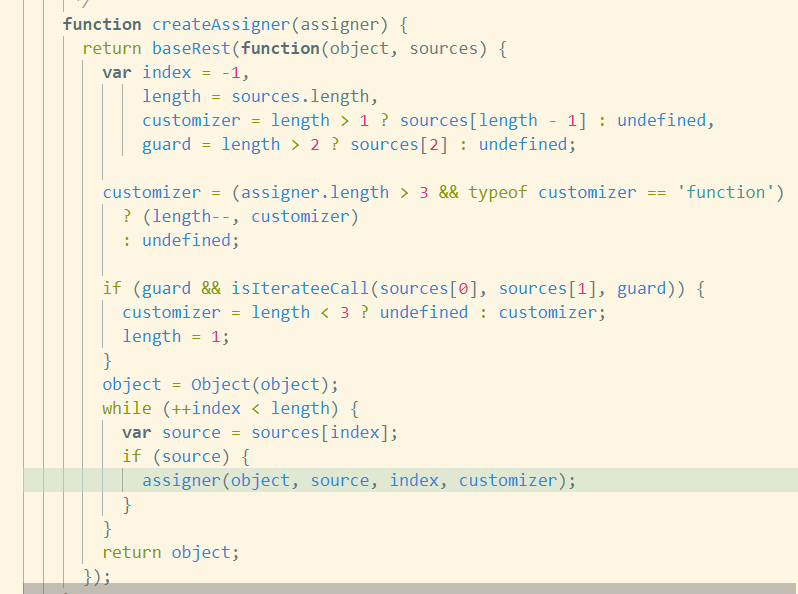 */
function createAssigner(assigner) {
return baseRest(function(object, sources) {
var index = -1,
length = sources.length,
customizer = length > 1 ? sources[length - 1] : undefined,
guard = length > 2 ? sources[2] : undefined;
customizer = (assigner.length > 3 && typeof customizer == 'function')
? (length--, customizer)
: undefined;
if (guard && isIterateeCall(sources[0], sources[1], guard)) {
customizer = length < 3 ? undefined : customizer;
length = 1;
}
object = Object(object);
while (++index < length) {
var source = sources[index];
if (source) {
assigner(object, source, index, customizer);
}
}
return object;
});